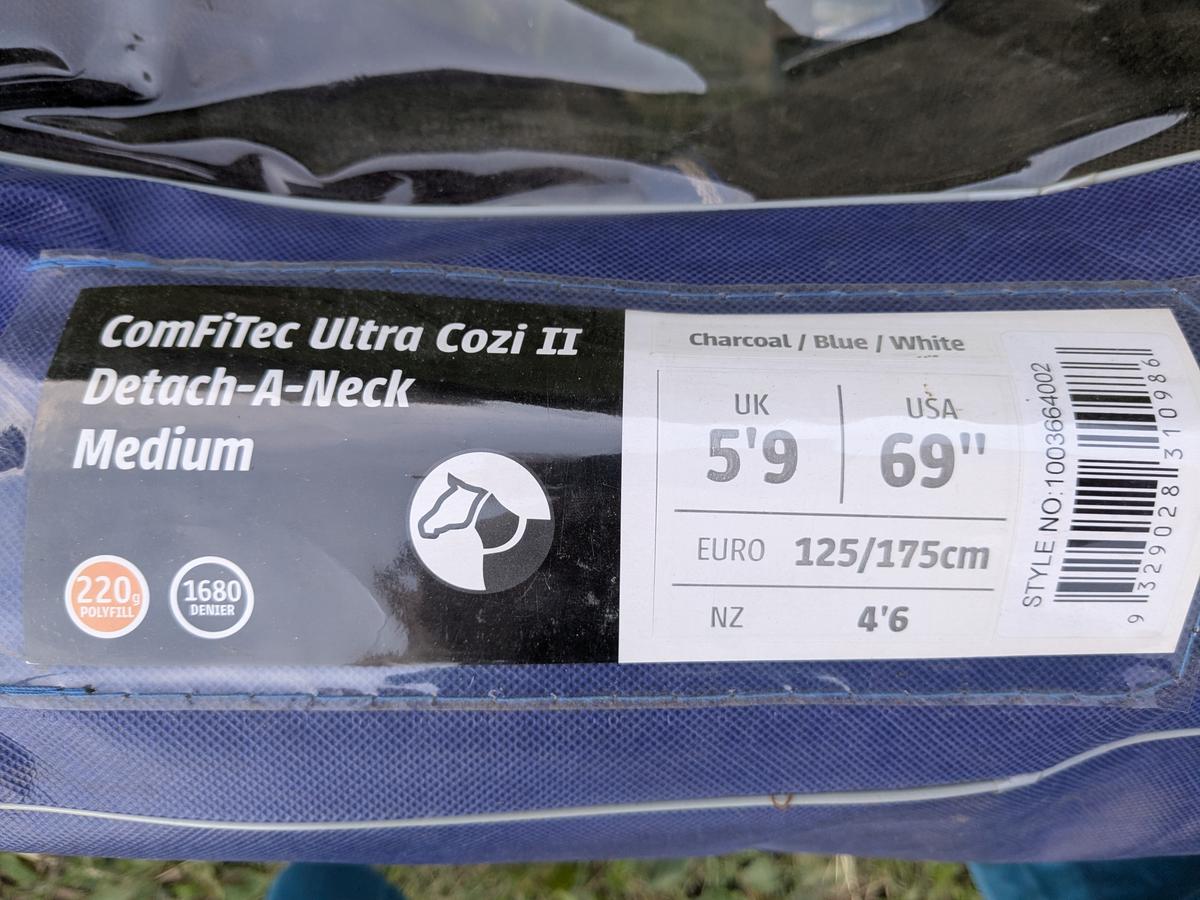 ComFiTec Ultra Cozi II
Detach-A-Neck
Medium
220g
POLYFILL
1680
DENIER
Charcoal / Blue / White
UK
5'9
USA
69"
EURO 125/175cm
NZ 4'6
STYLE NO:1003664002
9 329028 310986